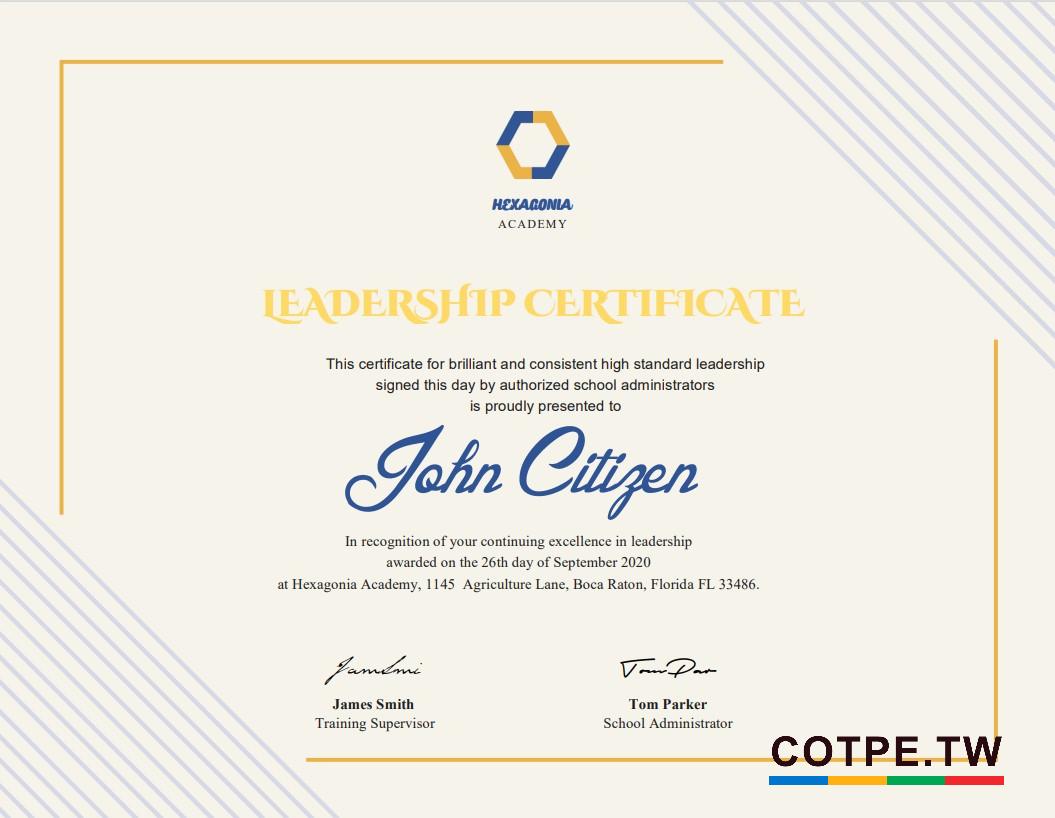 HEXAGONIA
ACADEMY
LEADERSHIP CERTIFICATE
This certificate for brilliant and consistent high standard leadership
signed this day by authorized school administrators
is proudly presented to
John Citizen
In recognition of your continuing excellence in leadership
awarded on the 26th day of September 2020
at Hexagonia Academy, 1145  Agriculture Lane, Boca Raton, Florida FL 33486.
JamSmi
Tom Par
James Smith
Tom Parker
Training Supervisor
School Administrator
COTPE.TW